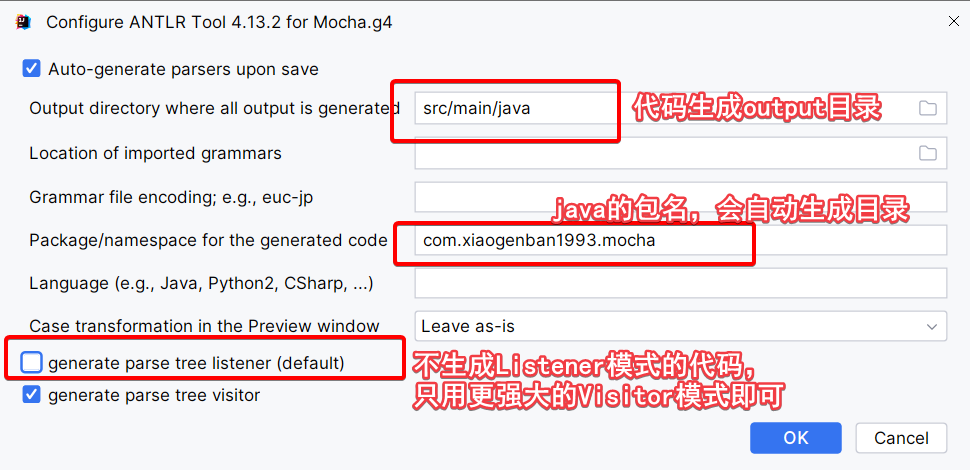 Configure ANTLR Tool 4.13.2 for Mocha.g4
Auto-generate parsers upon save
Output directory where all output is generated
src/main/java
代码生成output目录
Location of imported grammars
Grammar file encoding; e.g., euc-jp
java的包名，会自动生成目录
Package/namespace for the generated code
com.xiaogenban1993.mocha
Language (e.g., Java, Python2, CSharp, ...)
Case transformation in the Preview window
Leave as-is
generate parse tree listener (default)
不生成Listener模式的代码，
只用更强大的Visitor模式即可
generate parse tree visitor
OK
Cancel